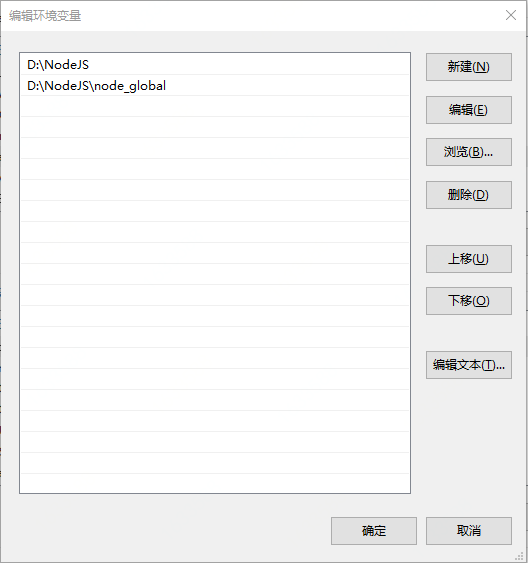 编辑环境变量
D:\NodeJS
D:\NodeJS\node_global
新建(N)
编辑(E)
浏览(B)...
删除(D)
上移(U)
下移(O)
编辑文本(T)...
确定
取消